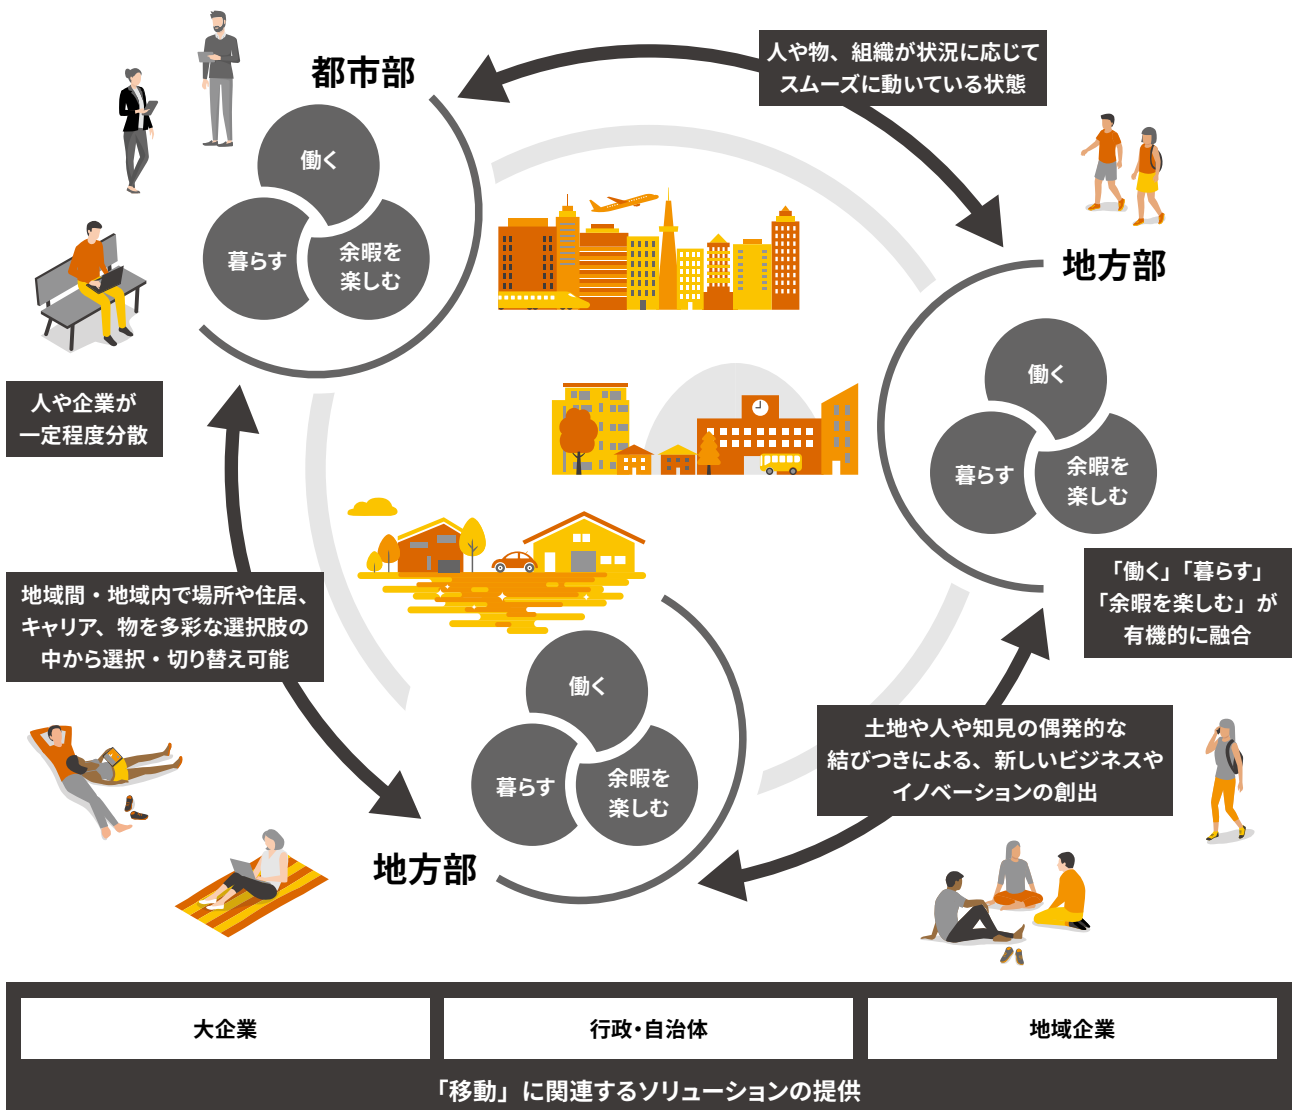 都市部
働く
暮らす
余暇を
楽しむ
人や物、組織が状況に応じて
スムーズに動いている状態
地方部
働く
暮らす
余暇を
楽しむ
人や企業が
一定程度分散
「働く」「暮らす」
「余暇を楽しむ」が
有機的に融合
地域間・地域内で場所や住居、
キャリア、物を多彩な選択肢の
中から選択・切り替え可能
働く
暮らす
余暇を
楽しむ
地方部
土地や人や知見の偶発的な
結びつきによる、新しいビジネスや
イノベーションの創出
大企業
行政・自治体
地域企業
「移動」に関連するソリューションの提供